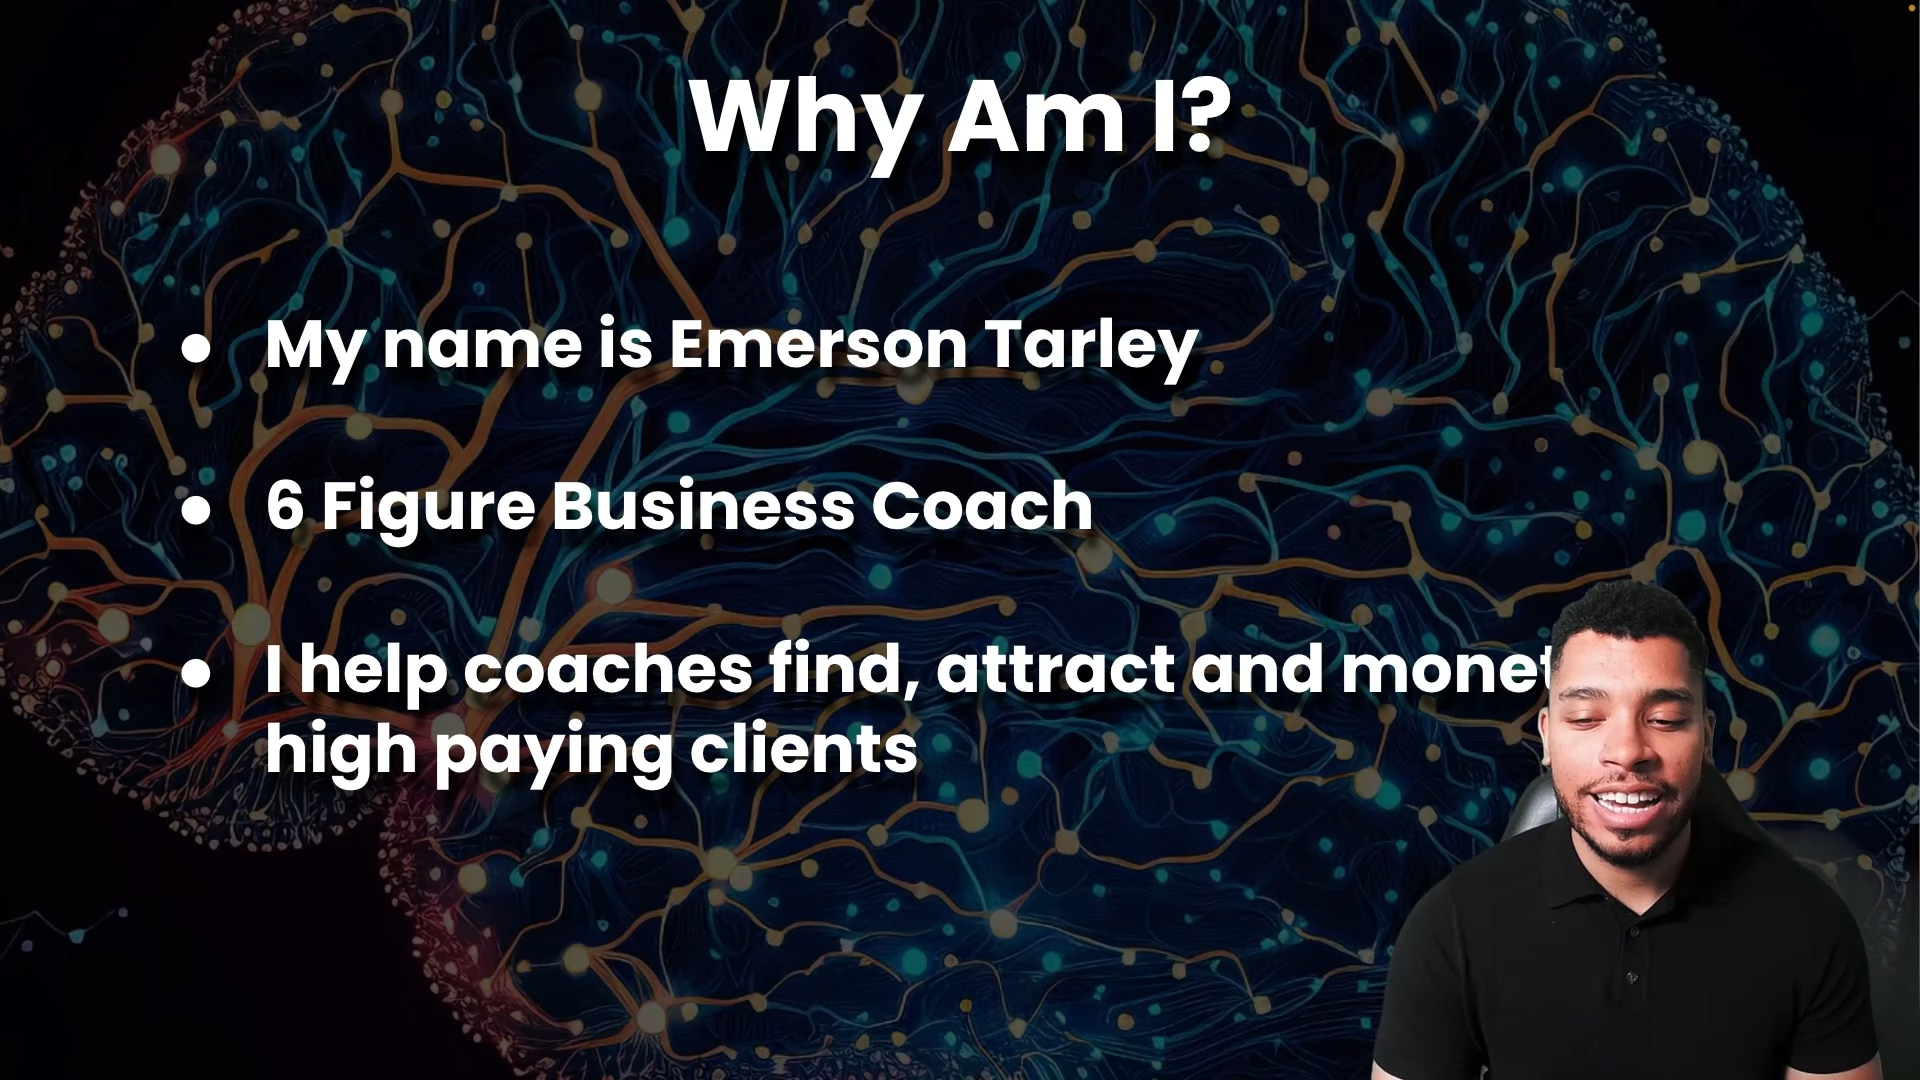 Why Am I?
● My name is Emerson Tarley
● 6 Figure Business Coach
● I help coaches find, attract and monet
high paying clients